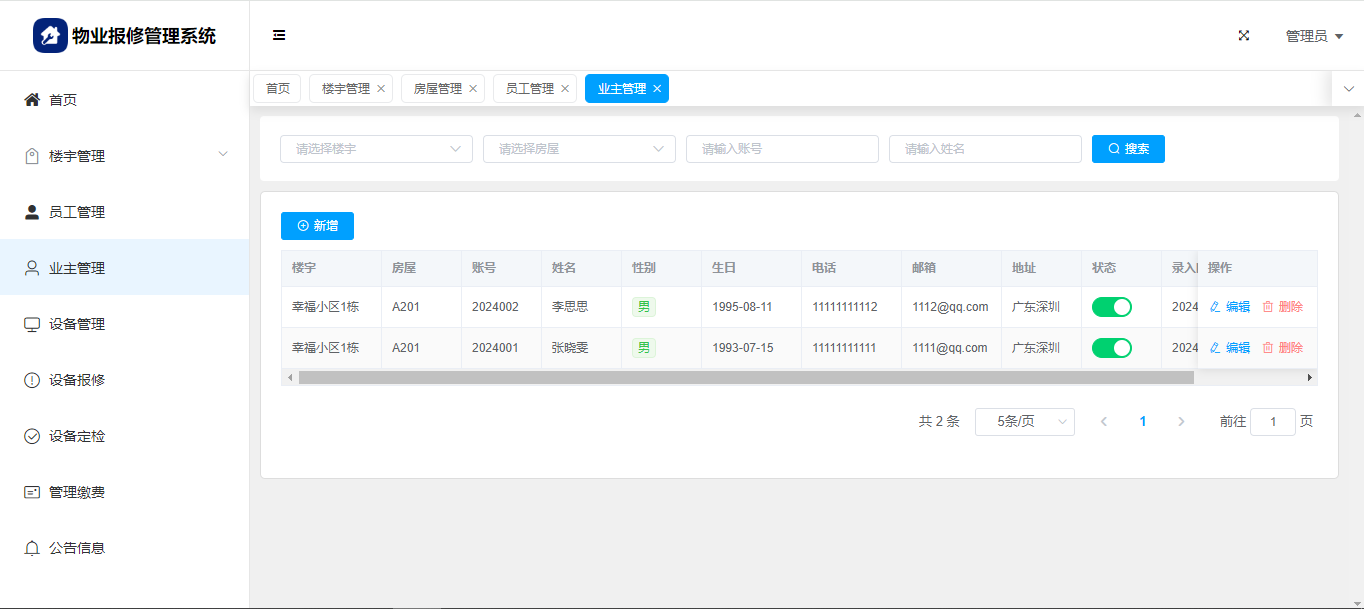 物业报修管理系统
管理员
首页
楼宇管理
员工管理
业主管理
设备管理
设备报修
设备定检
管理缴费
公告信息
首页 楼宇管理 房屋管理 员工管理 业主管理
请选择楼宇 请选择房屋 请输入账号 请输入姓名 搜索
新增
楼宇 房屋 账号 姓名 性别 生日 电话 邮箱 地址 状态 录入 操作
幸福小区1栋 A201 2024002 李思思 男 1995-08-11 11111111112 1112@qq.com 广东深圳 2024 编辑 删除
幸福小区1栋 A201 2024001 张晓雯 男 1993-07-15 11111111111 1111@qq.com 广东深圳 2024 编辑 删除
共 2 条 5条/页 1 前往 1 页